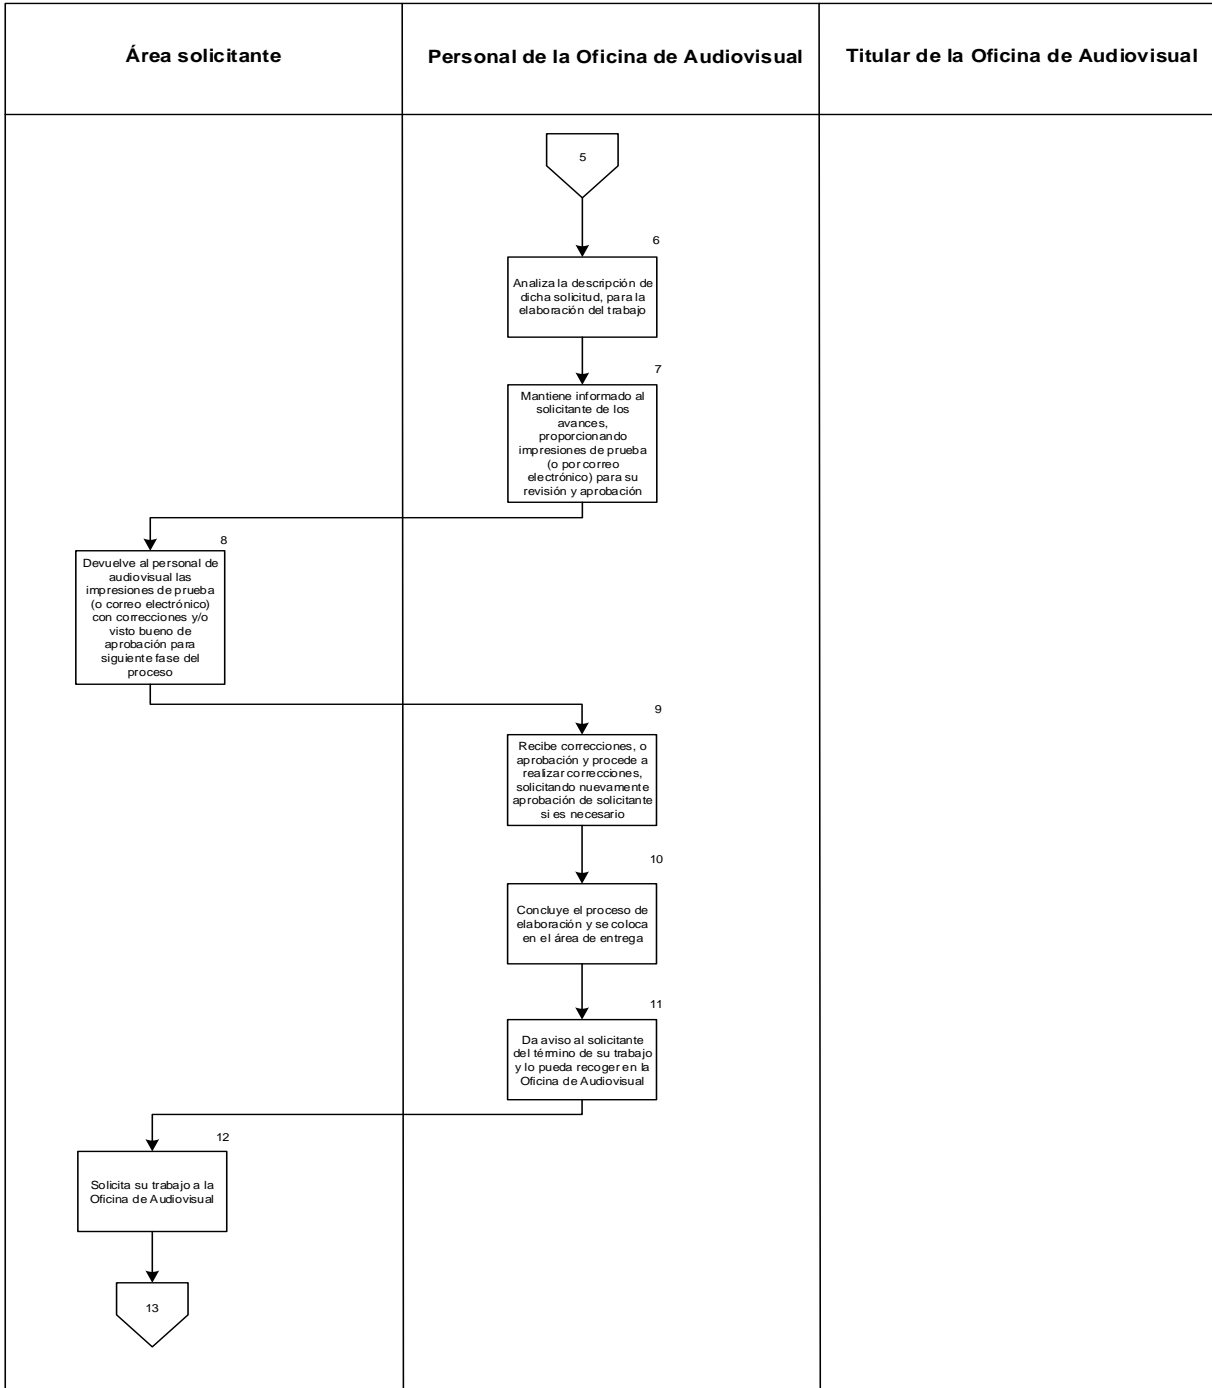 Área solicitante
Personal de la Oficina de Audiovisual
Titular de la Oficina de Audiovisual
5
6
Analiza la descripción de
dicha solicitud, para la
elaboración del trabajo
7
Mantiene informado al
solicitante de los
avances,
proporcionando
impresiones de prueba
(o por correo
electrónico) para su
revisión y aprobación
8
Devuelve al personal de
audiovisual las
impresiones de prueba
(o correo electrónico)
con correcciones y/o
visto bueno de
aprobación para
siguiente fase del
proceso
9
Recibe correcciones, o
aprobación y procede a
realizar correcciones,
solicitando nuevamente
aprobación de solicitante
si es necesario
10
Concluye el proceso de
elaboración y se coloca
en el área de entrega
11
Da aviso al solicitante
del término de su trabajo
y lo pueda recoger en la
Oficina de Audiovisual
12
Solicita su trabajo a la
Oficina de Audiovisual
13